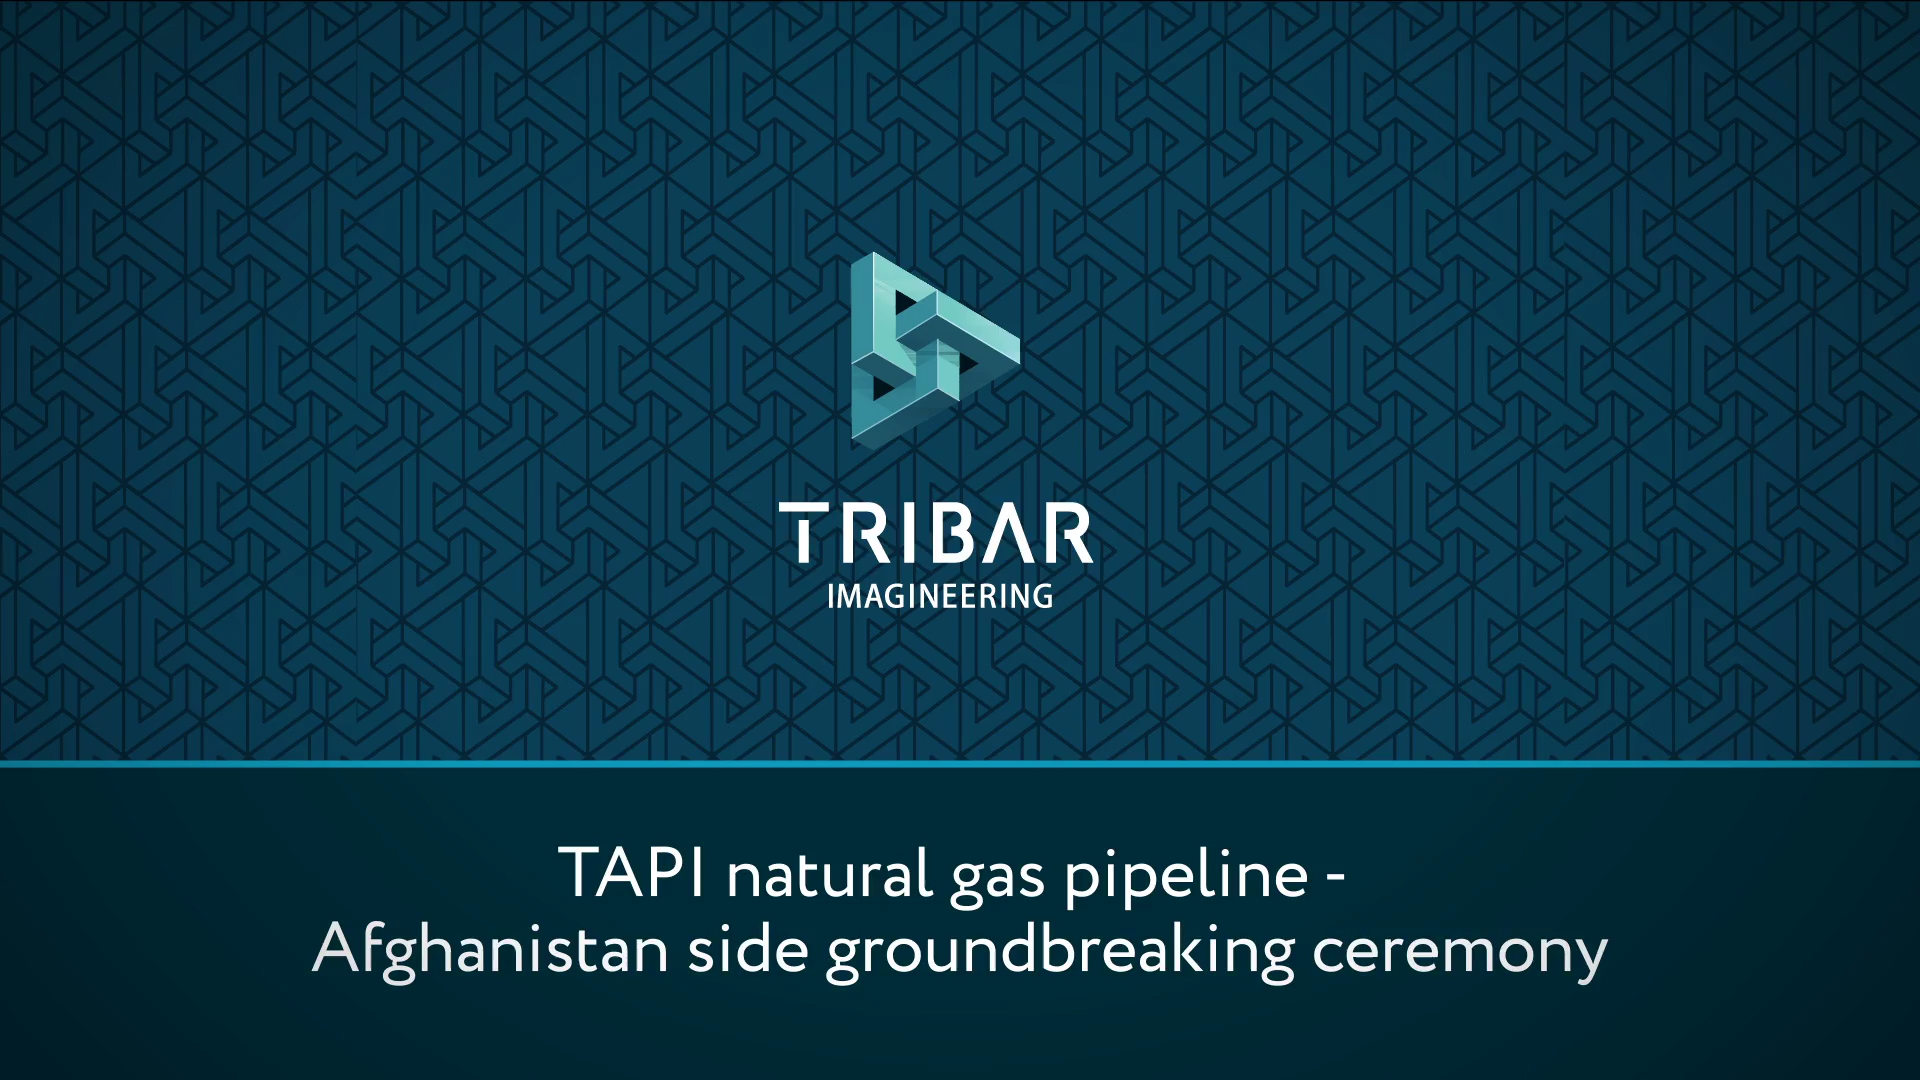 TRIBAR
IMAGINEERING
TAPI natural gas pipeline -
Afghanistan side groundbreaking ceremony